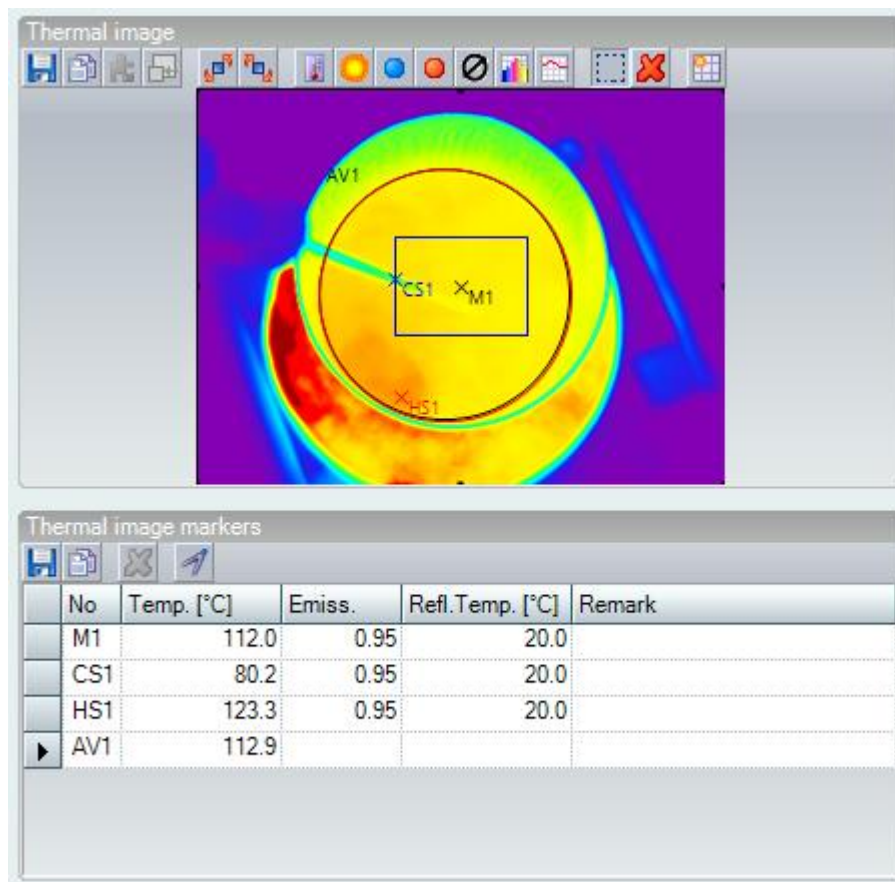 Thermal image
AV1
CS1
M1
HS1
Thermal image markers
No Temp. [°C] Emiss. Refl.Temp. [°C] Remark
M1 112.0 0.95 20.0
CS1 80.2 0.95 20.0
HS1 123.3 0.95 20.0
AV1 112.9